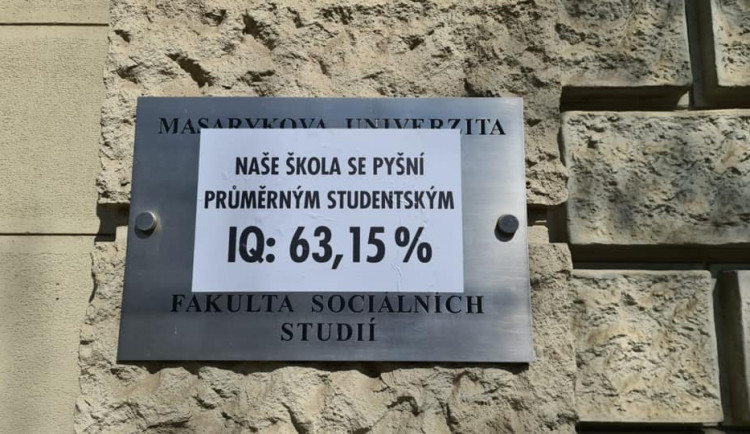 MASARYKOVA UNIVERZITA
NAŠE ŠKOLA SE PYŠNÍ
PRŮMĚRNÝM STUDENTSKÝM
IQ: 63,15 %
FAKULTA SOCIÁLNÍCH
STUDIÍ